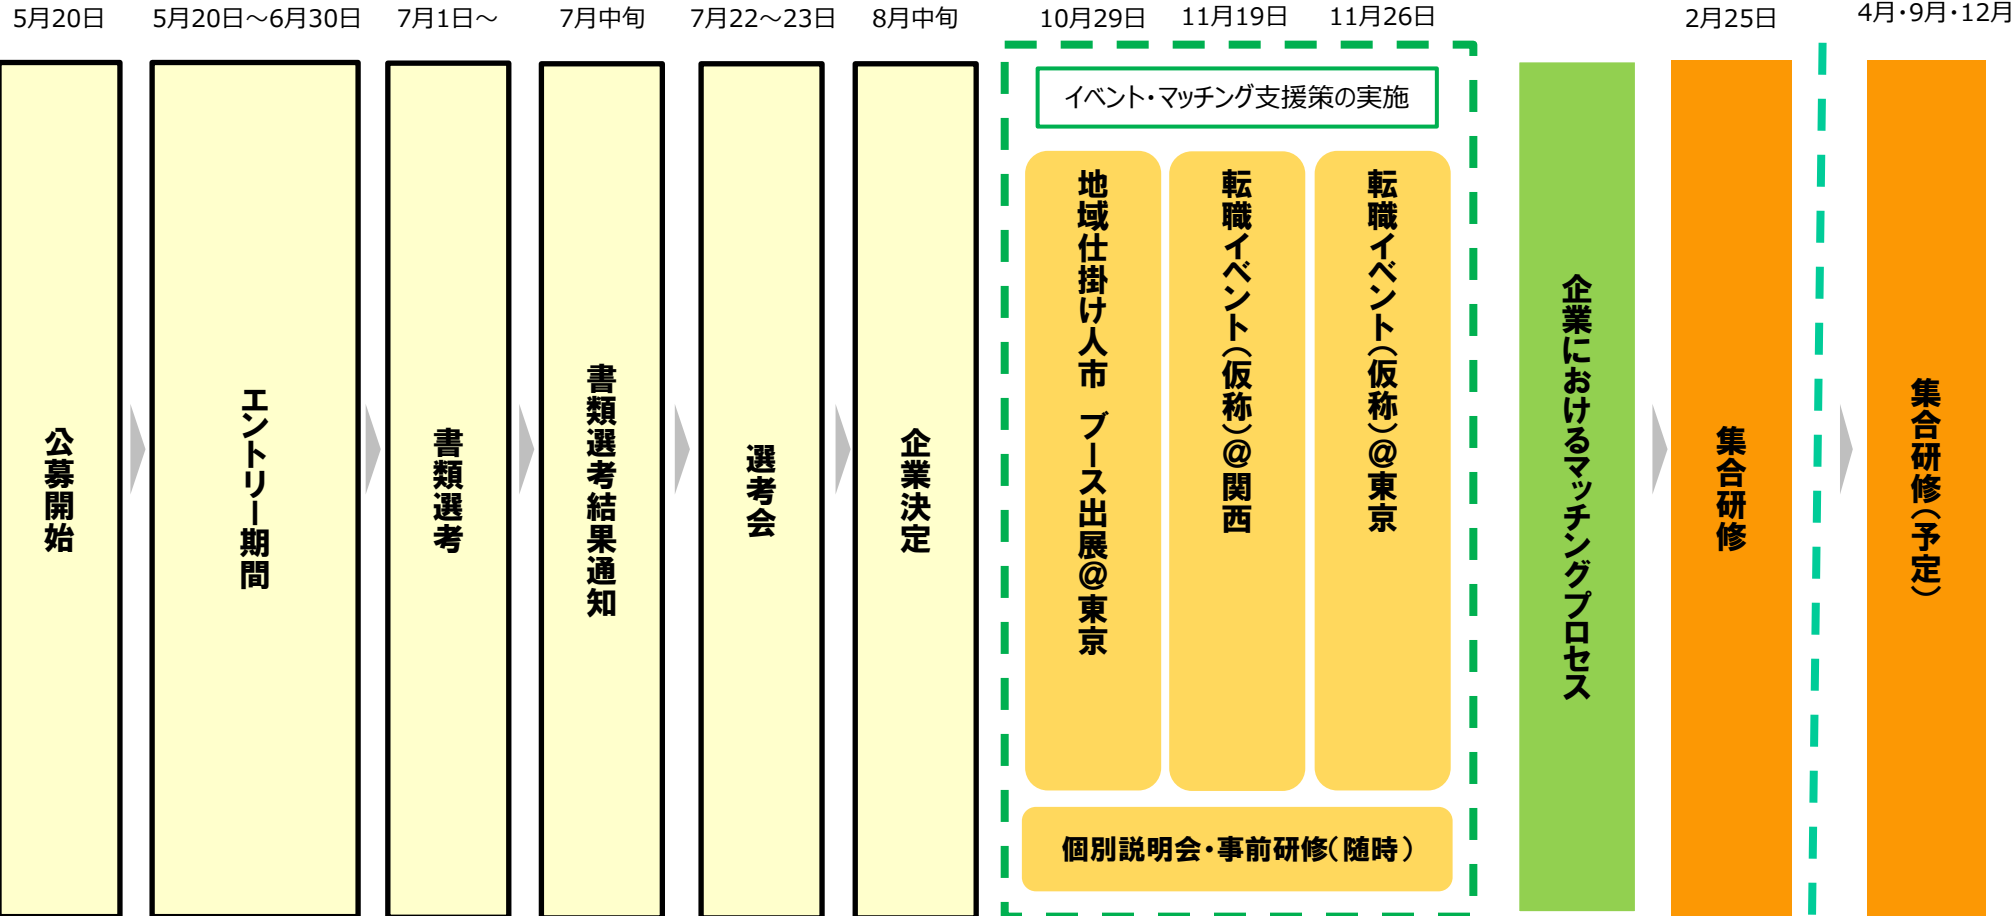 5月20日
5月20日～6月30日
7月1日～
7月中旬
7月22～23日
8月中旬
10月29日
11月19日
11月26日
2月25日
4月・9月・12月
公募開始
エントリー期間
書類選考
書類選考結果通知
選考会
企業決定
イベント・マッチング支援策の実施
地域仕掛け人市 ブース出展@東京
転職イベント（仮称）@関西
転職イベント（仮称）@東京
個別説明会・事前研修（随時）
企業におけるマッチングプロセス
集合研修
集合研修（予定）